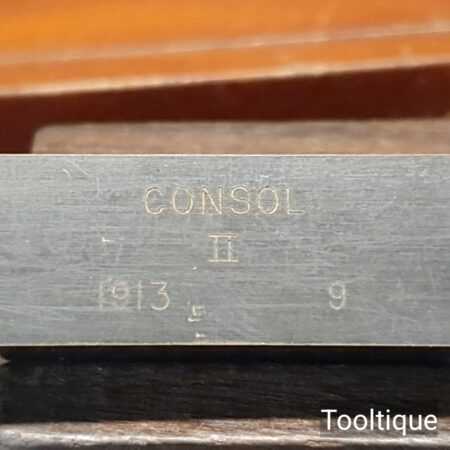 CONSOL
II
1913 9
Tooltique